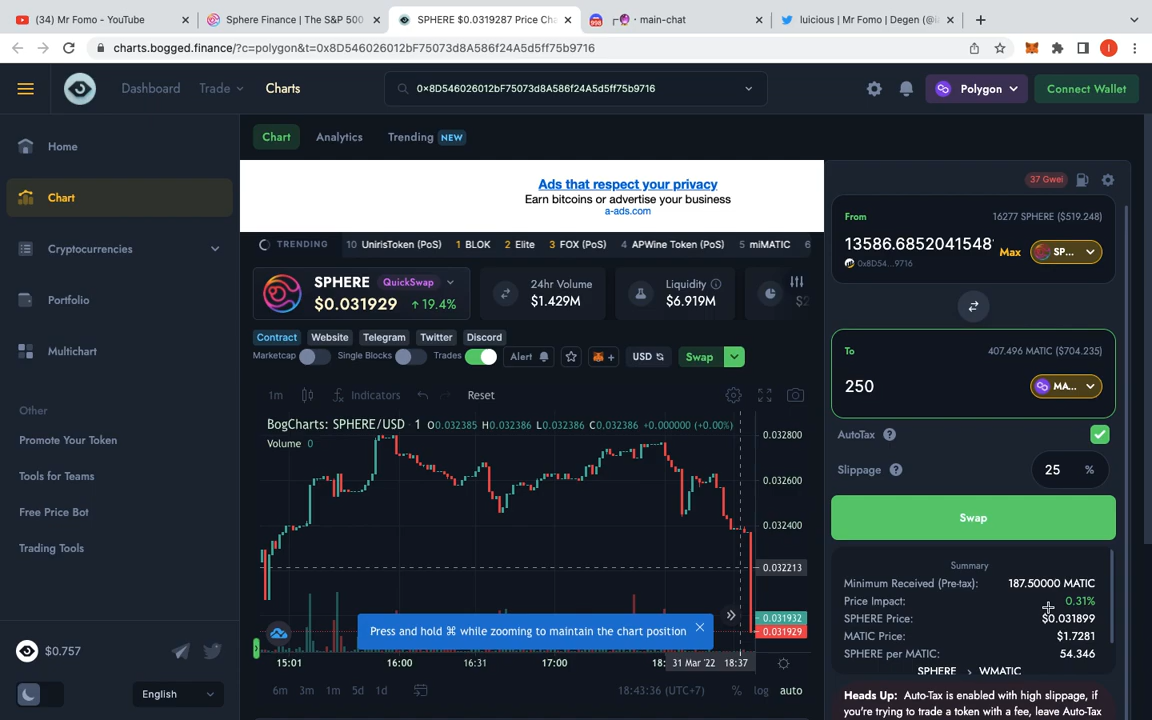 (34) Mr Fomo - YouTube
Sphere Finance | The S&P 500
SPHERE $0.0319287 Price Cha
998
main-chat
luicious | Mr Fomo | Degen (@
charts.bogged.finance/?c=polygon&t=0x8D546026012bF75073d8A586f24A5d5ff75b9716
I
Dashboard
Trade
Charts
0x8D546026012bF75073d8A586f24A5d5ff75b9716
Polygon
Connect Wallet
Home
Chart
Cryptocurrencies
Portfolio
Multichart
Other
Promote Your Token
Tools for Teams
Free Price Bot
Trading Tools
$0.757
English
Chart
Analytics
Trending NEW
Ads that respect your privacy
Earn bitcoins or advertise your business
a-ads.com
TRENDING 10 UnirisToken (PoS) 1 BLOK 2 Elite 3 FOX (PoS) 4 APWine Token (PoS) 5 miMATIC 6
SPHERE QuickSwap
$0.031929 ↑ 19.4%
24hr Volume
$1.429M
Liquidity
$6.919M
Contract Website Telegram Twitter Discord
Marketcap Single Blocks Trades Alert + USD Swap
1m Indicators Reset
BogCharts: SPHERE/USD 1 O0.032385 H0.032386 L0.032386 C0.032386 +0.000000 (+0.00%)
Volume 0
0.032800
0.032600
0.032400
0.032213
0.031932
0.031929
Press and hold ⌘ while zooming to maintain the chart position
15:01 16:00 16:31 17:00 18: 31 Mar '22 18:37
6m 3m 1m 5d 1d 18:43:36 (UTC+7) % log auto
37 Gwei
From 16277 SPHERE ($519.248)
13586.6852041548 Max SP...
0x8D54...9716
To 407.496 MATIC ($704.235)
250 MA...
AutoTax
Slippage 25 %
Swap
Summary
Minimum Received (Pre-tax): 187.50000 MATIC
Price Impact: 0.31%
SPHERE Price: $0.031899
MATIC Price: $1.7281
SPHERE per MATIC: 54.346
SPHERE > WMATIC
Heads Up: Auto-Tax is enabled with high slippage, if
you're trying to trade a token with a fee, leave Auto-Tax